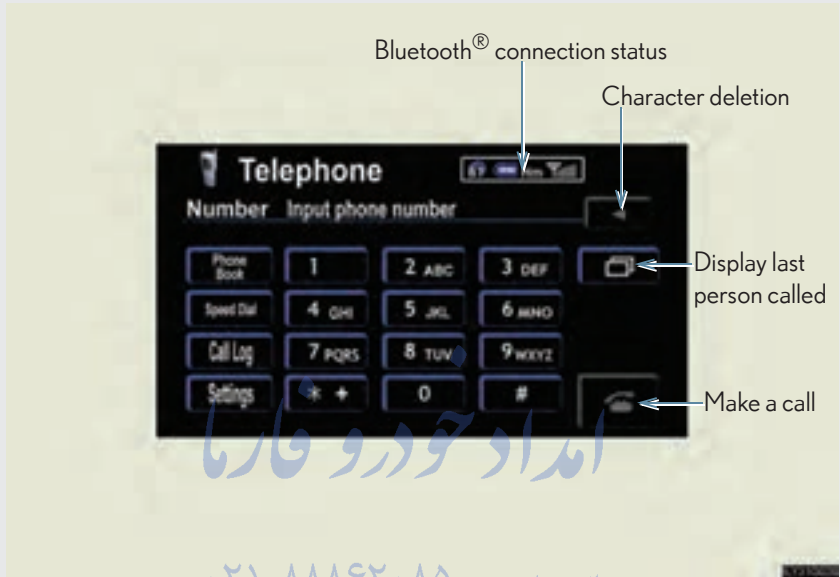 Bluetooth® connection status
Character deletion
Telephone
Number Input phone number
Phone Book 1 2 ABC 3 DEF
Display last person called
Speed Dial 4 GHI 5 JKL 6 MNO
Call Log 7 PQRS 8 TUV 9 WXYZ
Settings * + 0 #
Make a call
امداد خودرو فارما